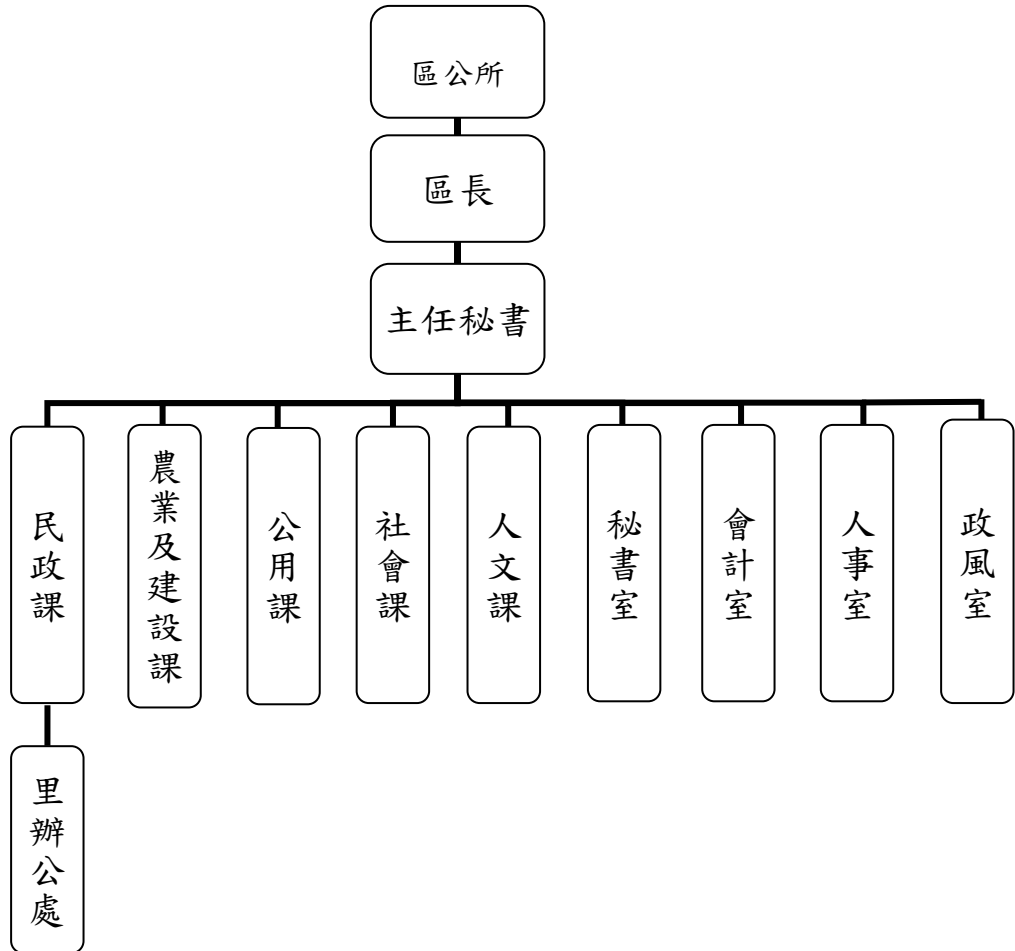 區公所
區長
主任秘書
民政課
農業及建設課
公用課
社會課
人文課
秘書室
會計室
人事室
政風室
里辦公處